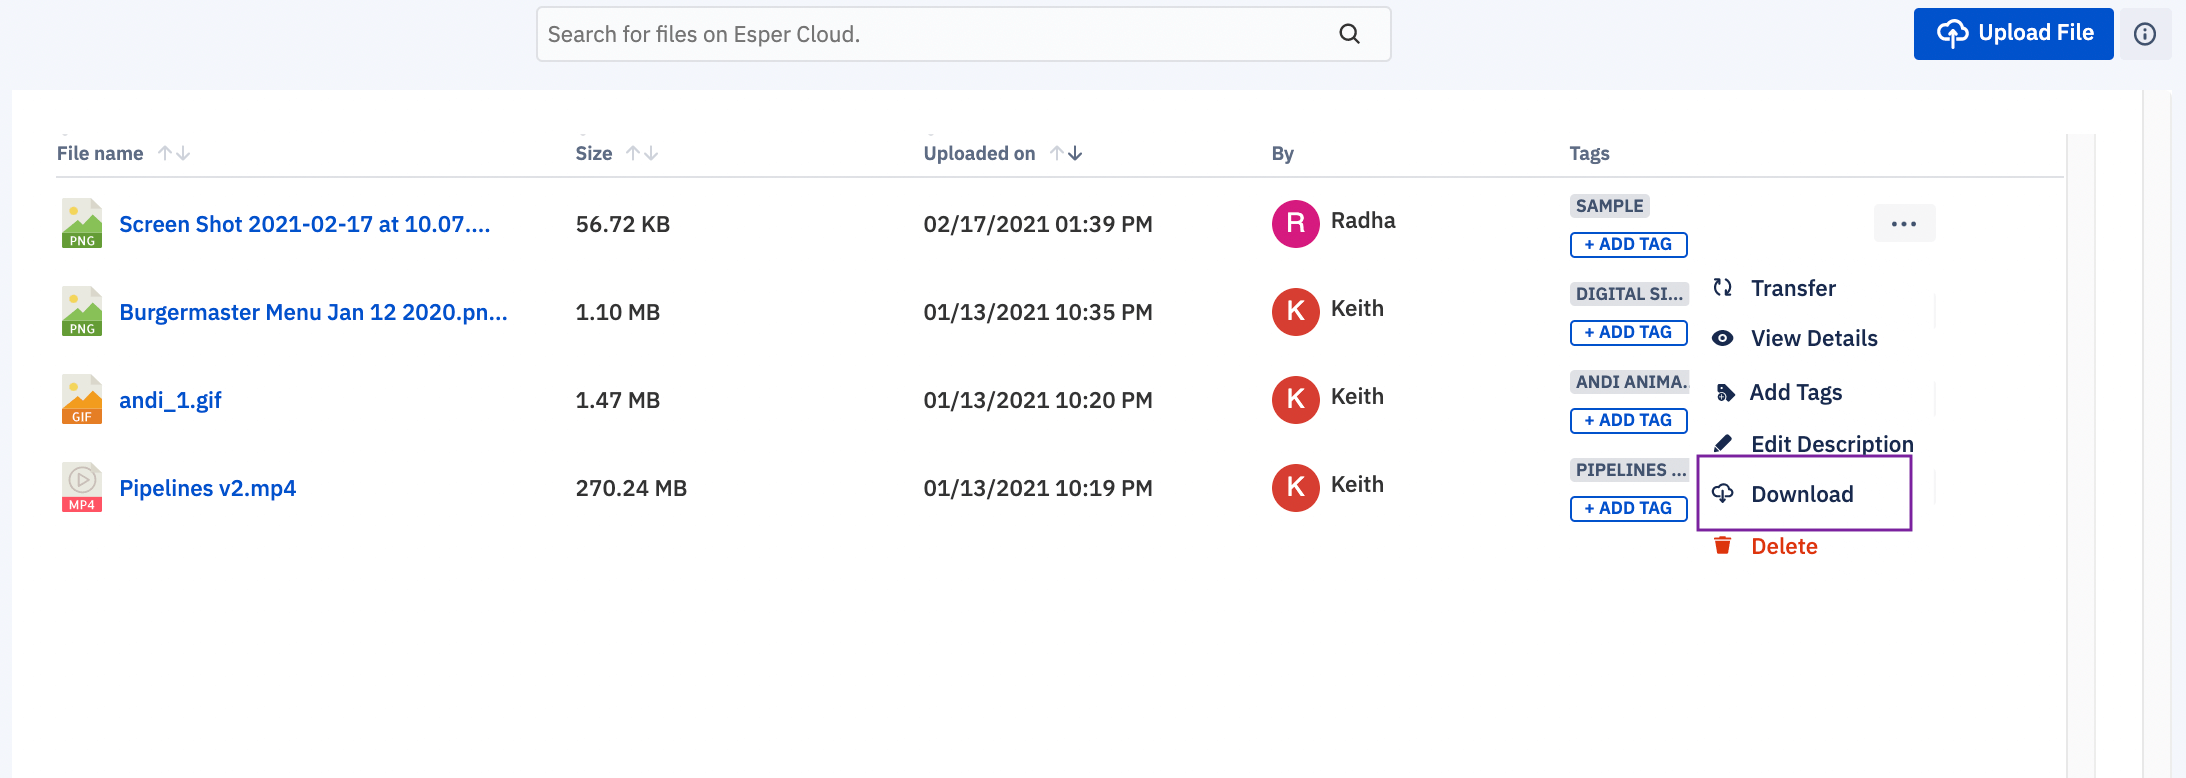 Search for files on Esper Cloud.
Upload File
File name Size Uploaded on By Tags
PNG Screen Shot 2021-02-17 at 10.07.... 56.72 KB 02/17/2021 01:39 PM R Radha SAMPLE
+ ADD TAG
Transfer
PNG Burgermaster Menu Jan 12 2020.pn... 1.10 MB 01/13/2021 10:35 PM K Keith DIGITAL SI...
+ ADD TAG
View Details
GIF andi_1.gif 1.47 MB 01/13/2021 10:20 PM K Keith ANDI ANIMA..
Add Tags
+ ADD TAG
Edit Description
MP4 Pipelines v2.mp4 270.24 MB 01/13/2021 10:19 PM K Keith PIPELINES ...
Download
+ ADD TAG
Delete